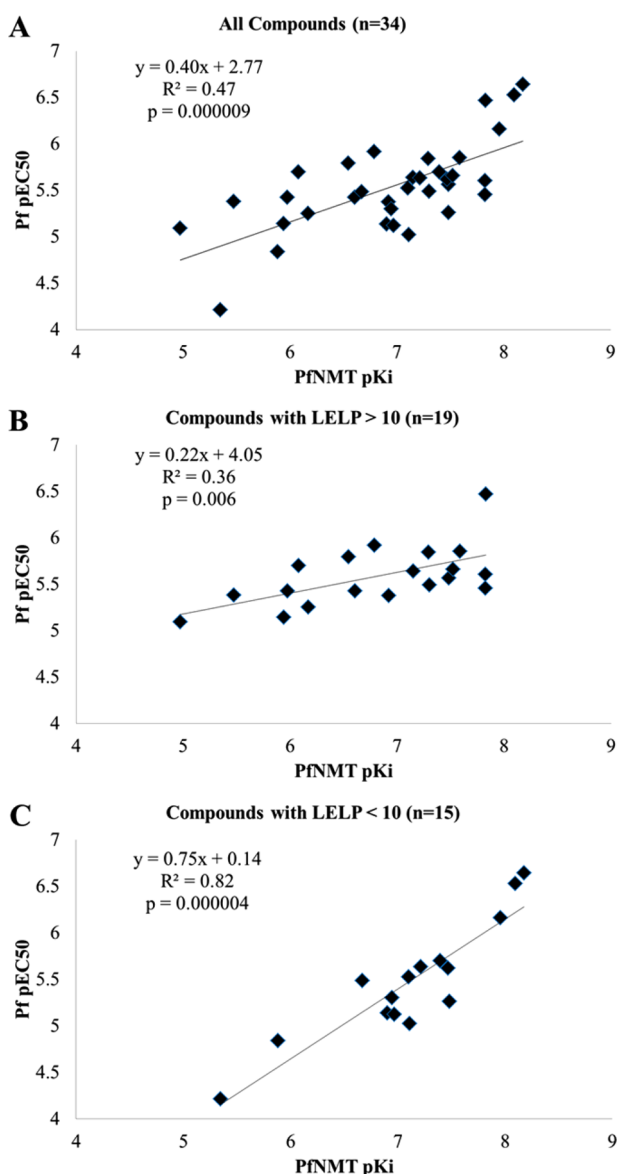 A
All Compounds (n=34)
7
y = 0.40x + 2.77
R² = 0.47
p = 0.000009
6.5
6
5.5
5
4.5
4
Pf pEC50
4 5 6 7 8 9
PfNMT pKi
B
Compounds with LELP > 10 (n=19)
7
y = 0.22x + 4.05
R² = 0.36
p = 0.006
6.5
6
5.5
5
4.5
4
Pf pEC50
4 5 6 7 8 9
PfNMT pKi
C
Compounds with LELP < 10 (n=15)
7
y = 0.75x + 0.14
R² = 0.82
p = 0.000004
6.5
6
5.5
5
4.5
4
Pf pEC50
4 5 6 7 8 9
PfNMT pKi